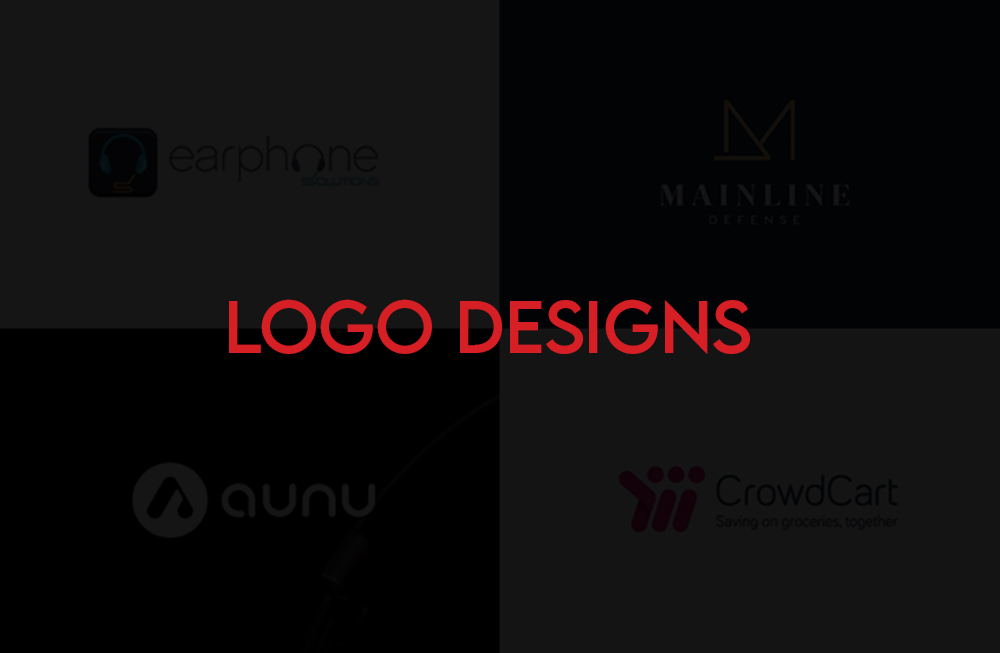 earphone
SOLUTIONS
MAINLINE
DEFENSE
LOGO DESIGNS
aunu
CrowdCart
Saving on groceries, together